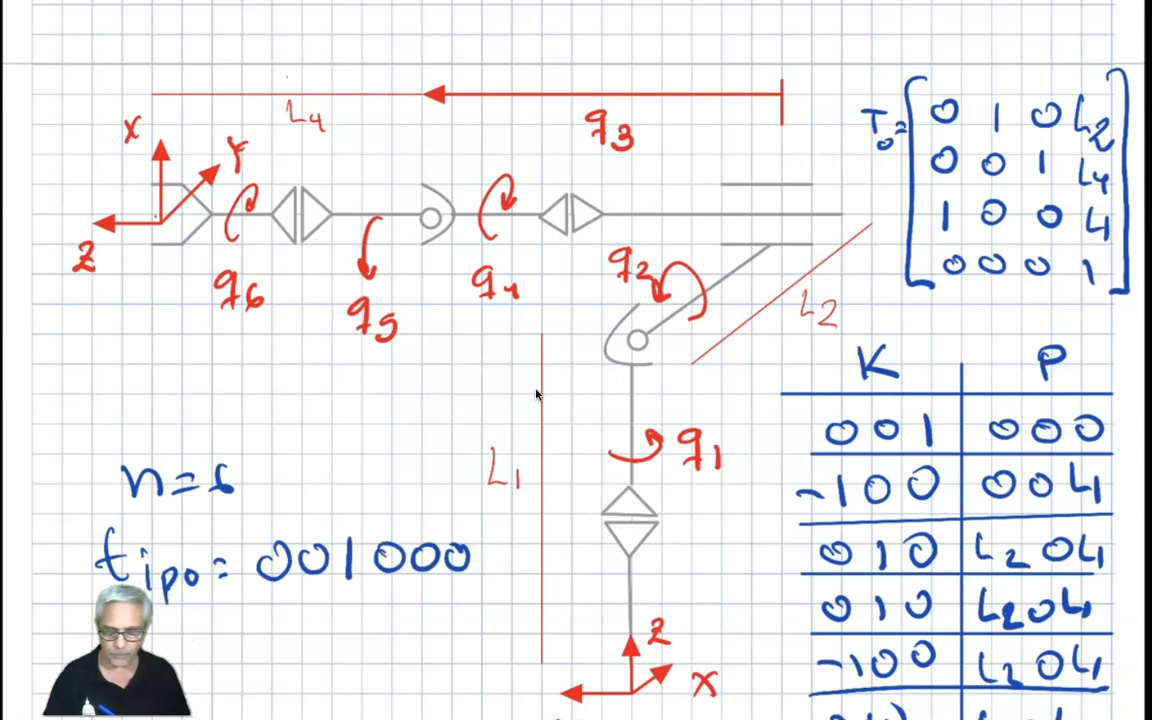 L4
q3
X
Y
Z
q6
q5
q4
q2
L2
T0=
0 1 0 L2
0 0 1 L4
1 0 0 L1
0 0 0 1
K P
0 0 1 0 0 0
-1 0 0 0 0 L1
0 1 0 L2 0 L1
0 1 0 L2 0 L1
-1 0 0 L2 0 L1
q1
L1
n=6
tipo= 001000
Z
X